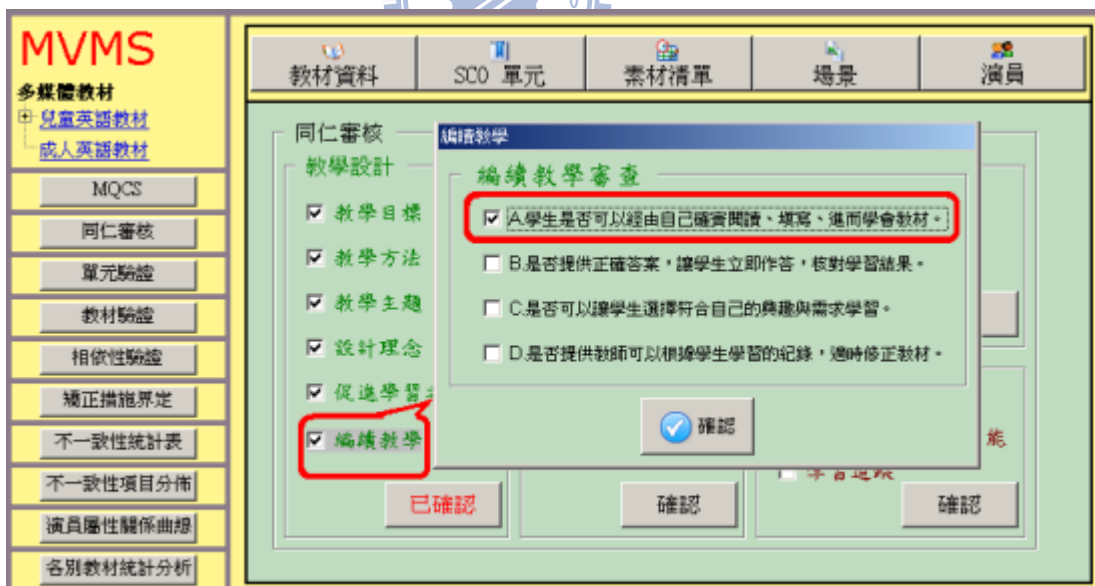 MVMS
多媒體教材
兒童英語教材
成人英語教材
MQCS
同仁審核
單元驗證
教材驗證
相依性驗證
矯正措施界定
不一致性統計表
不一致性項目分佈
演員屬性關係曲線
各別教材統計分析
教材資料
SCO 單元
素材清單
場景
演員
同仁審核
教學設計
教學目標
教學方法
教學主題
設計理念
促進學習
編續教學
已確認
編續教學
編續教學審查
A.學生是否可以經由自己確實閱讀、填寫、進而學會教材。
B.是否提供正確答案，讓學生立即作答，核對學習結果。
C.是否可以讓學生選擇符合自己的興趣與需求學習。
D.是否提供教師可以根據學生學習的紀錄，適時修正教材。
確認
確認
能
學習追蹤
確認